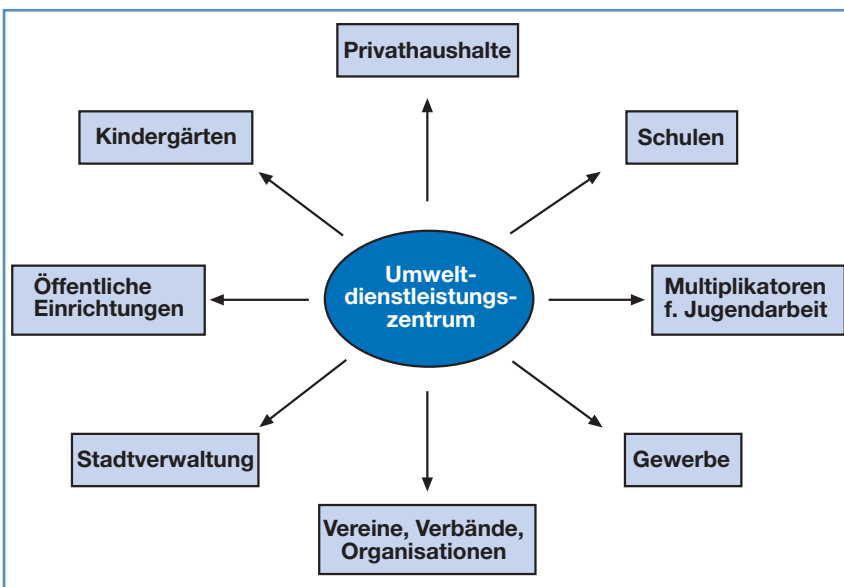 Privathaushalte
Kindergärten
Schulen
Umwelt-
dienstleistungs-
zentrum
Öffentliche
Einrichtungen
Multiplikatoren
f. Jugendarbeit
Stadtverwaltung
Gewerbe
Vereine, Verbände,
Organisationen